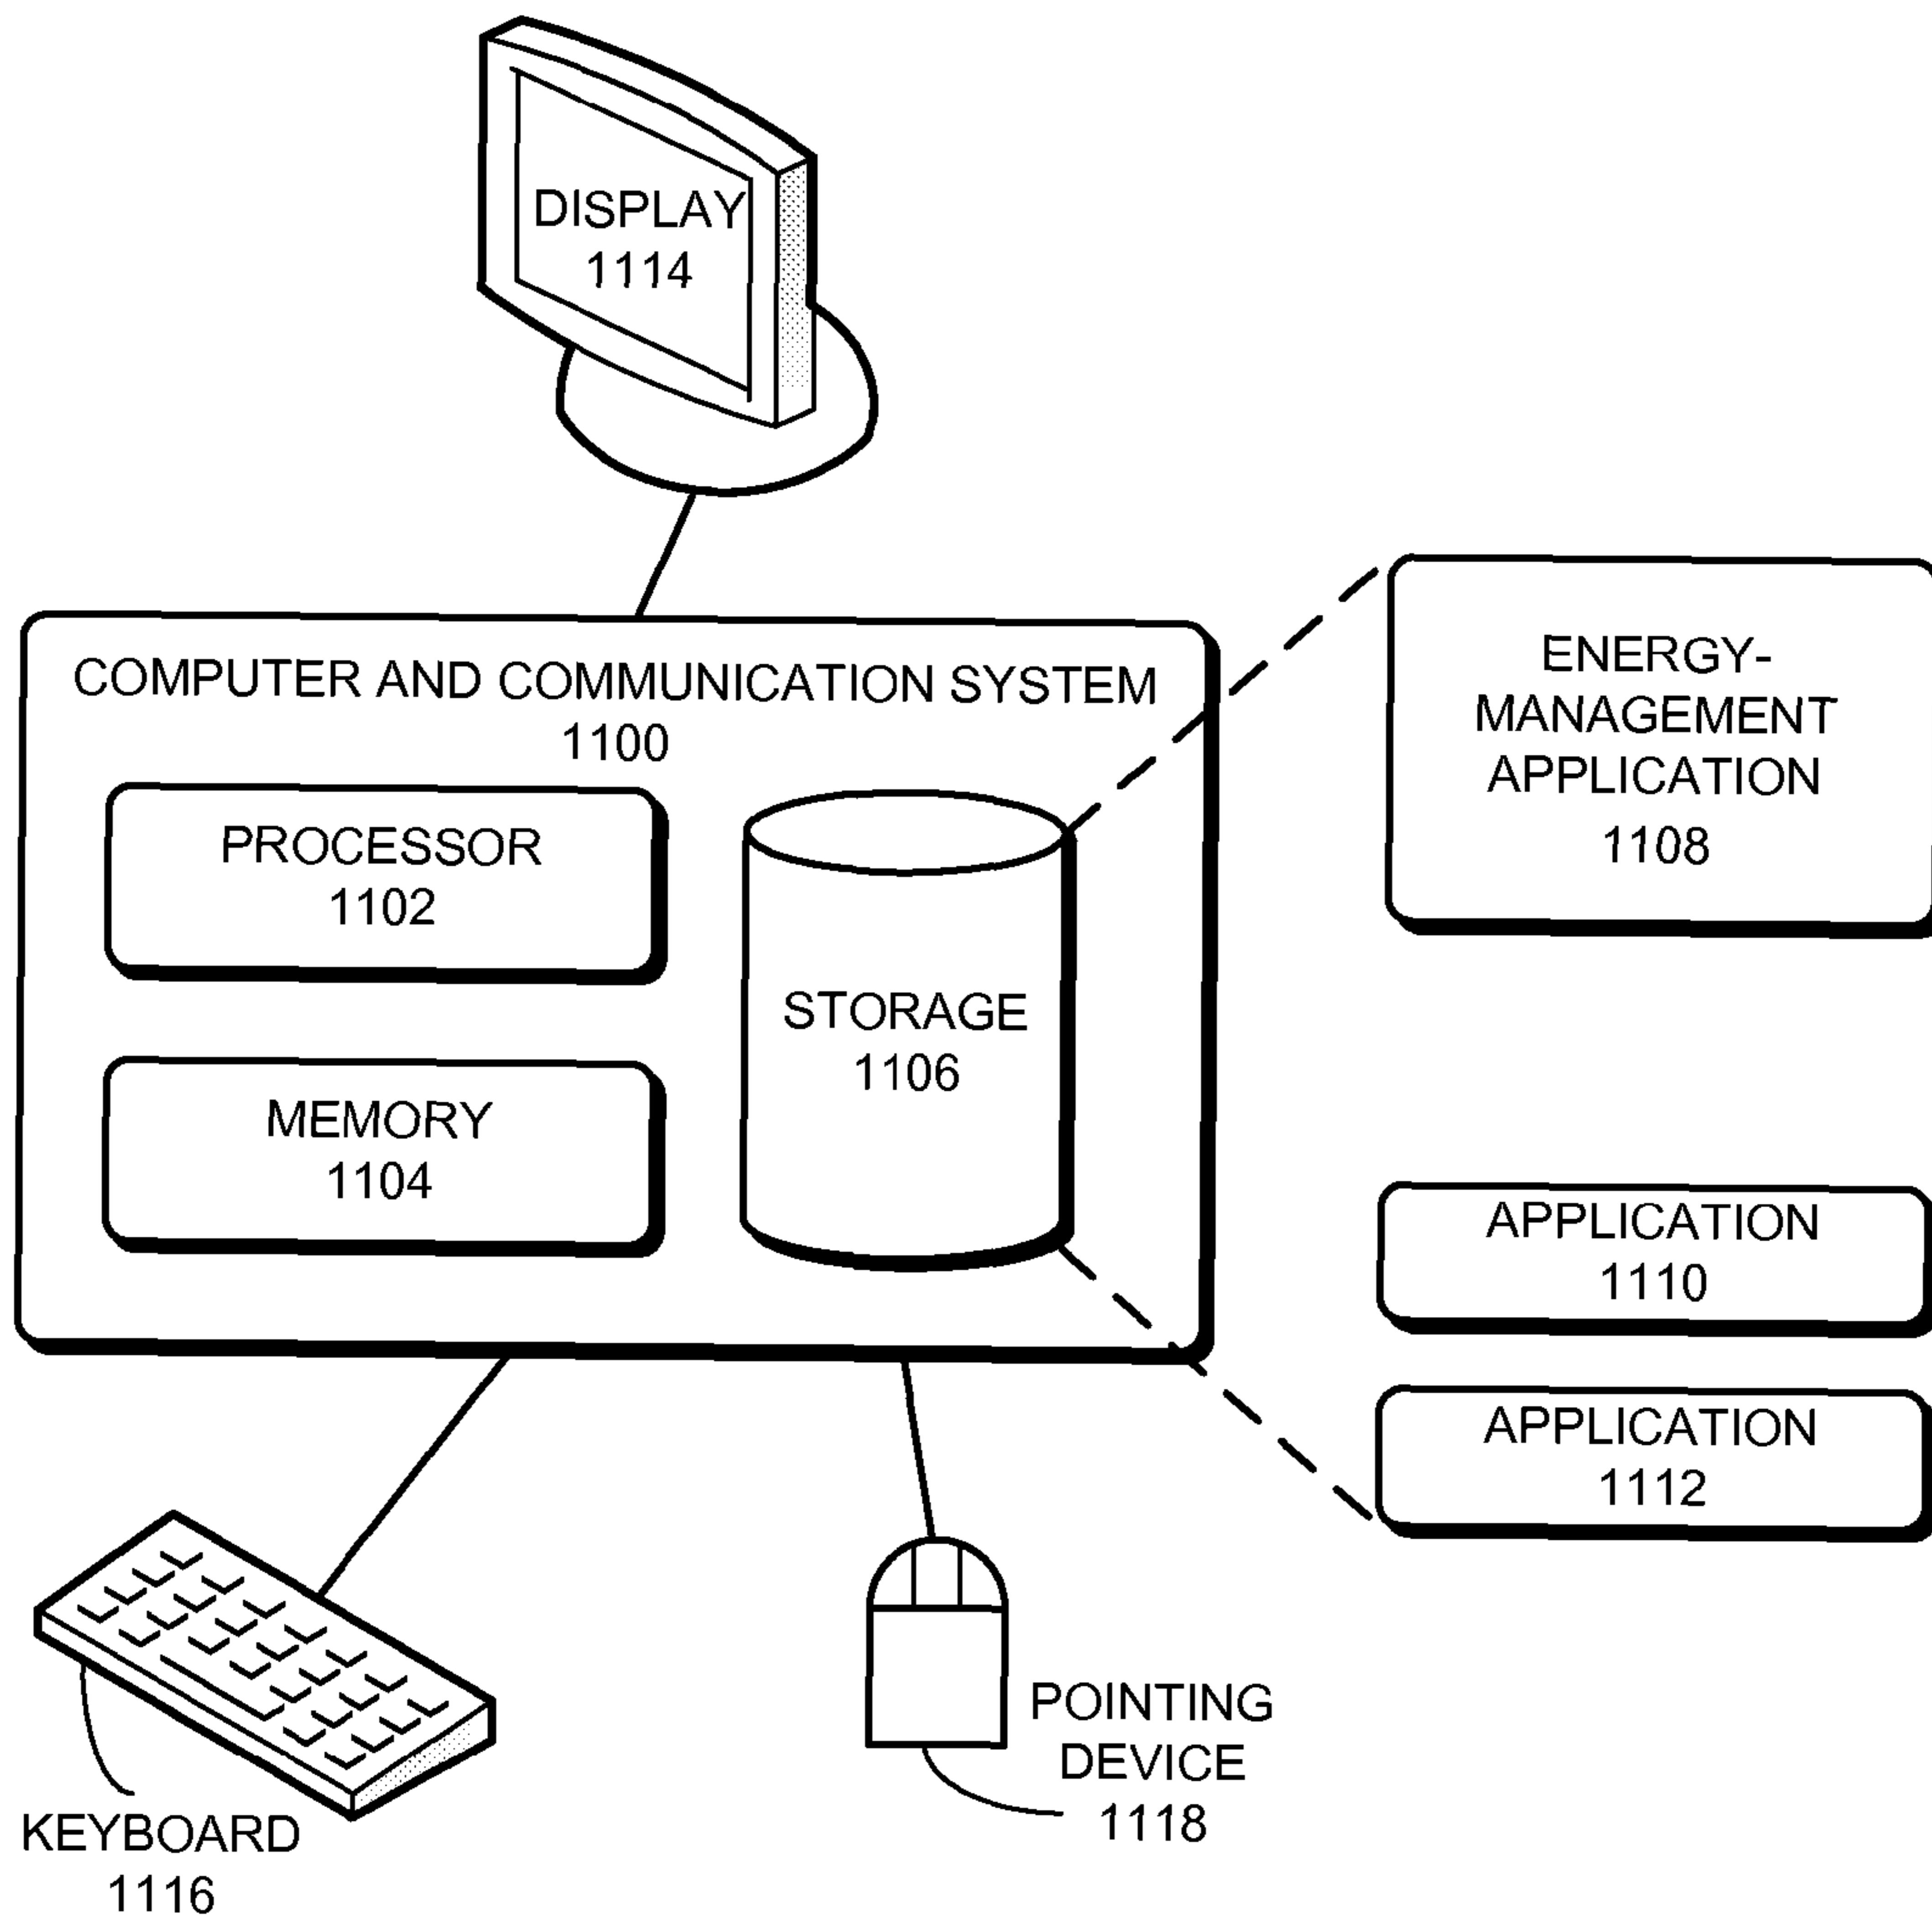 DISPLAY
1114
COMPUTER AND COMMUNICATION SYSTEM
1100
PROCESSOR
1102
MEMORY
1104
STORAGE
1106
ENERGY-
MANAGEMENT
APPLICATION
1108
APPLICATION
1110
APPLICATION
1112
KEYBOARD
1116
POINTING
DEVICE
1118